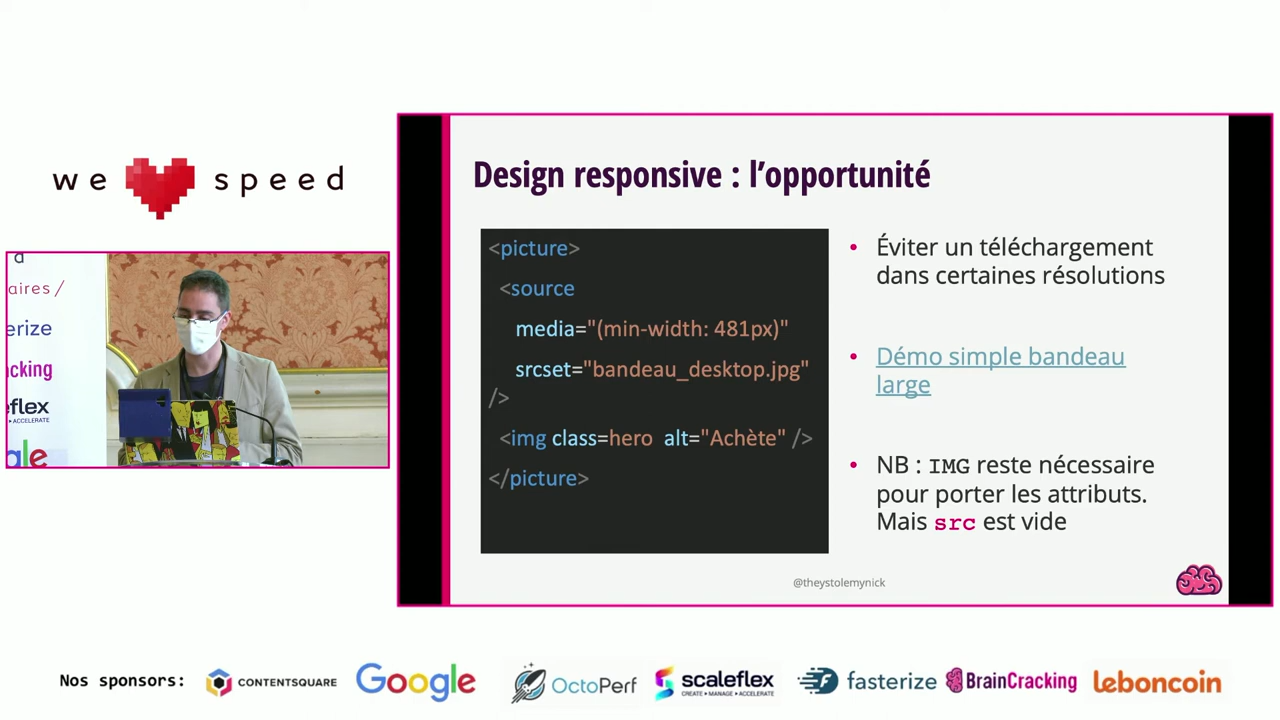 we speed
d
aires /
erize
cking
eflex
+ ACCELERATE
gle
Design responsive : l’opportunité
<picture>
<source
media="(min-width: 481px)"
srcset="bandeau_desktop.jpg"
/>
<img class=hero alt="Achète" />
</picture>
• Éviter un téléchargement
dans certaines résolutions
• Démo simple bandeau
large
• NB : IMG reste nécessaire
pour porter les attributs.
Mais src est vide
@theystolemynick
Nos sponsors:
CONTENTSQUARE
Google
OctoPerf
scaleflex
CREATE • MANAGE • ACCELERATE
fasterize
BrainCracking
leboncoin